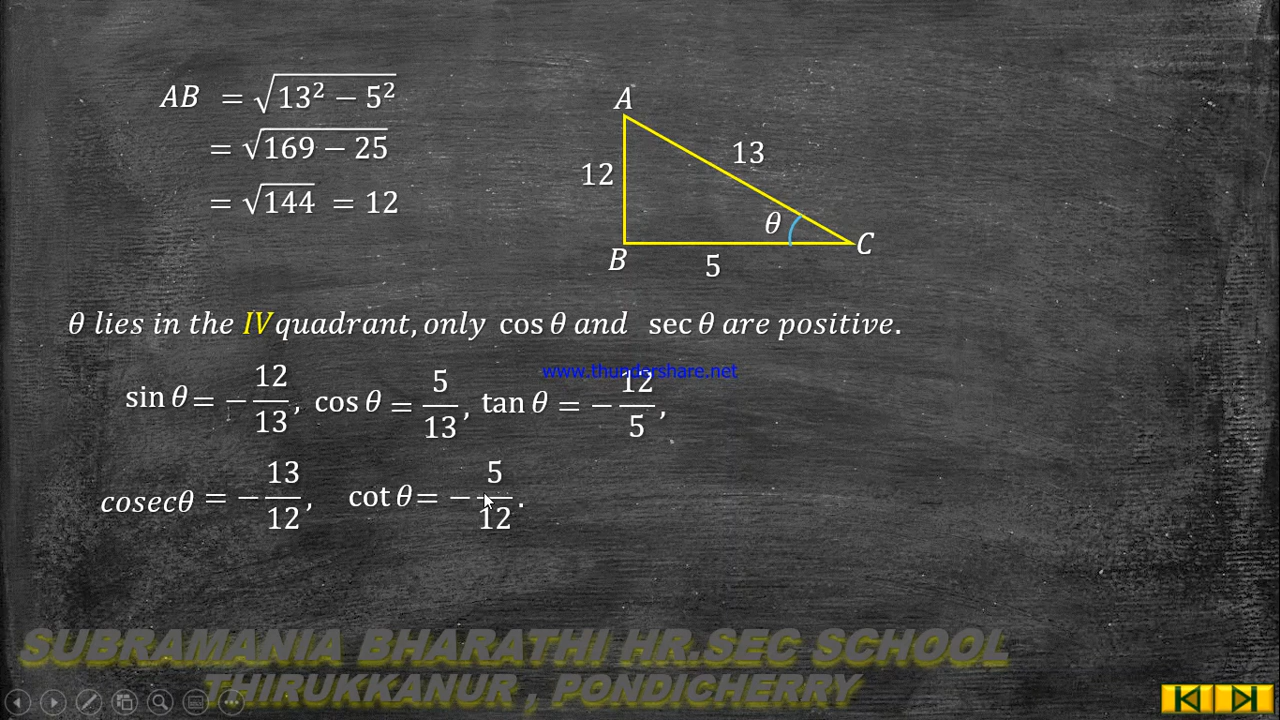 AB = √(13² − 5²)
= √(169 − 25)
= √144 = 12
A
12
13
θ
B
C
5
θ lies in the IV quadrant, only cos θ and sec θ are positive.
www.thundershare.net
sin θ = −12/13, cos θ = 5/13, tan θ = −12/5,
cosecθ = −13/12, cot θ = −5/12.
SUBRAMANIA BHARATHI HR.SEC SCHOOL
THIRUKKANUR , PONDICHERRY